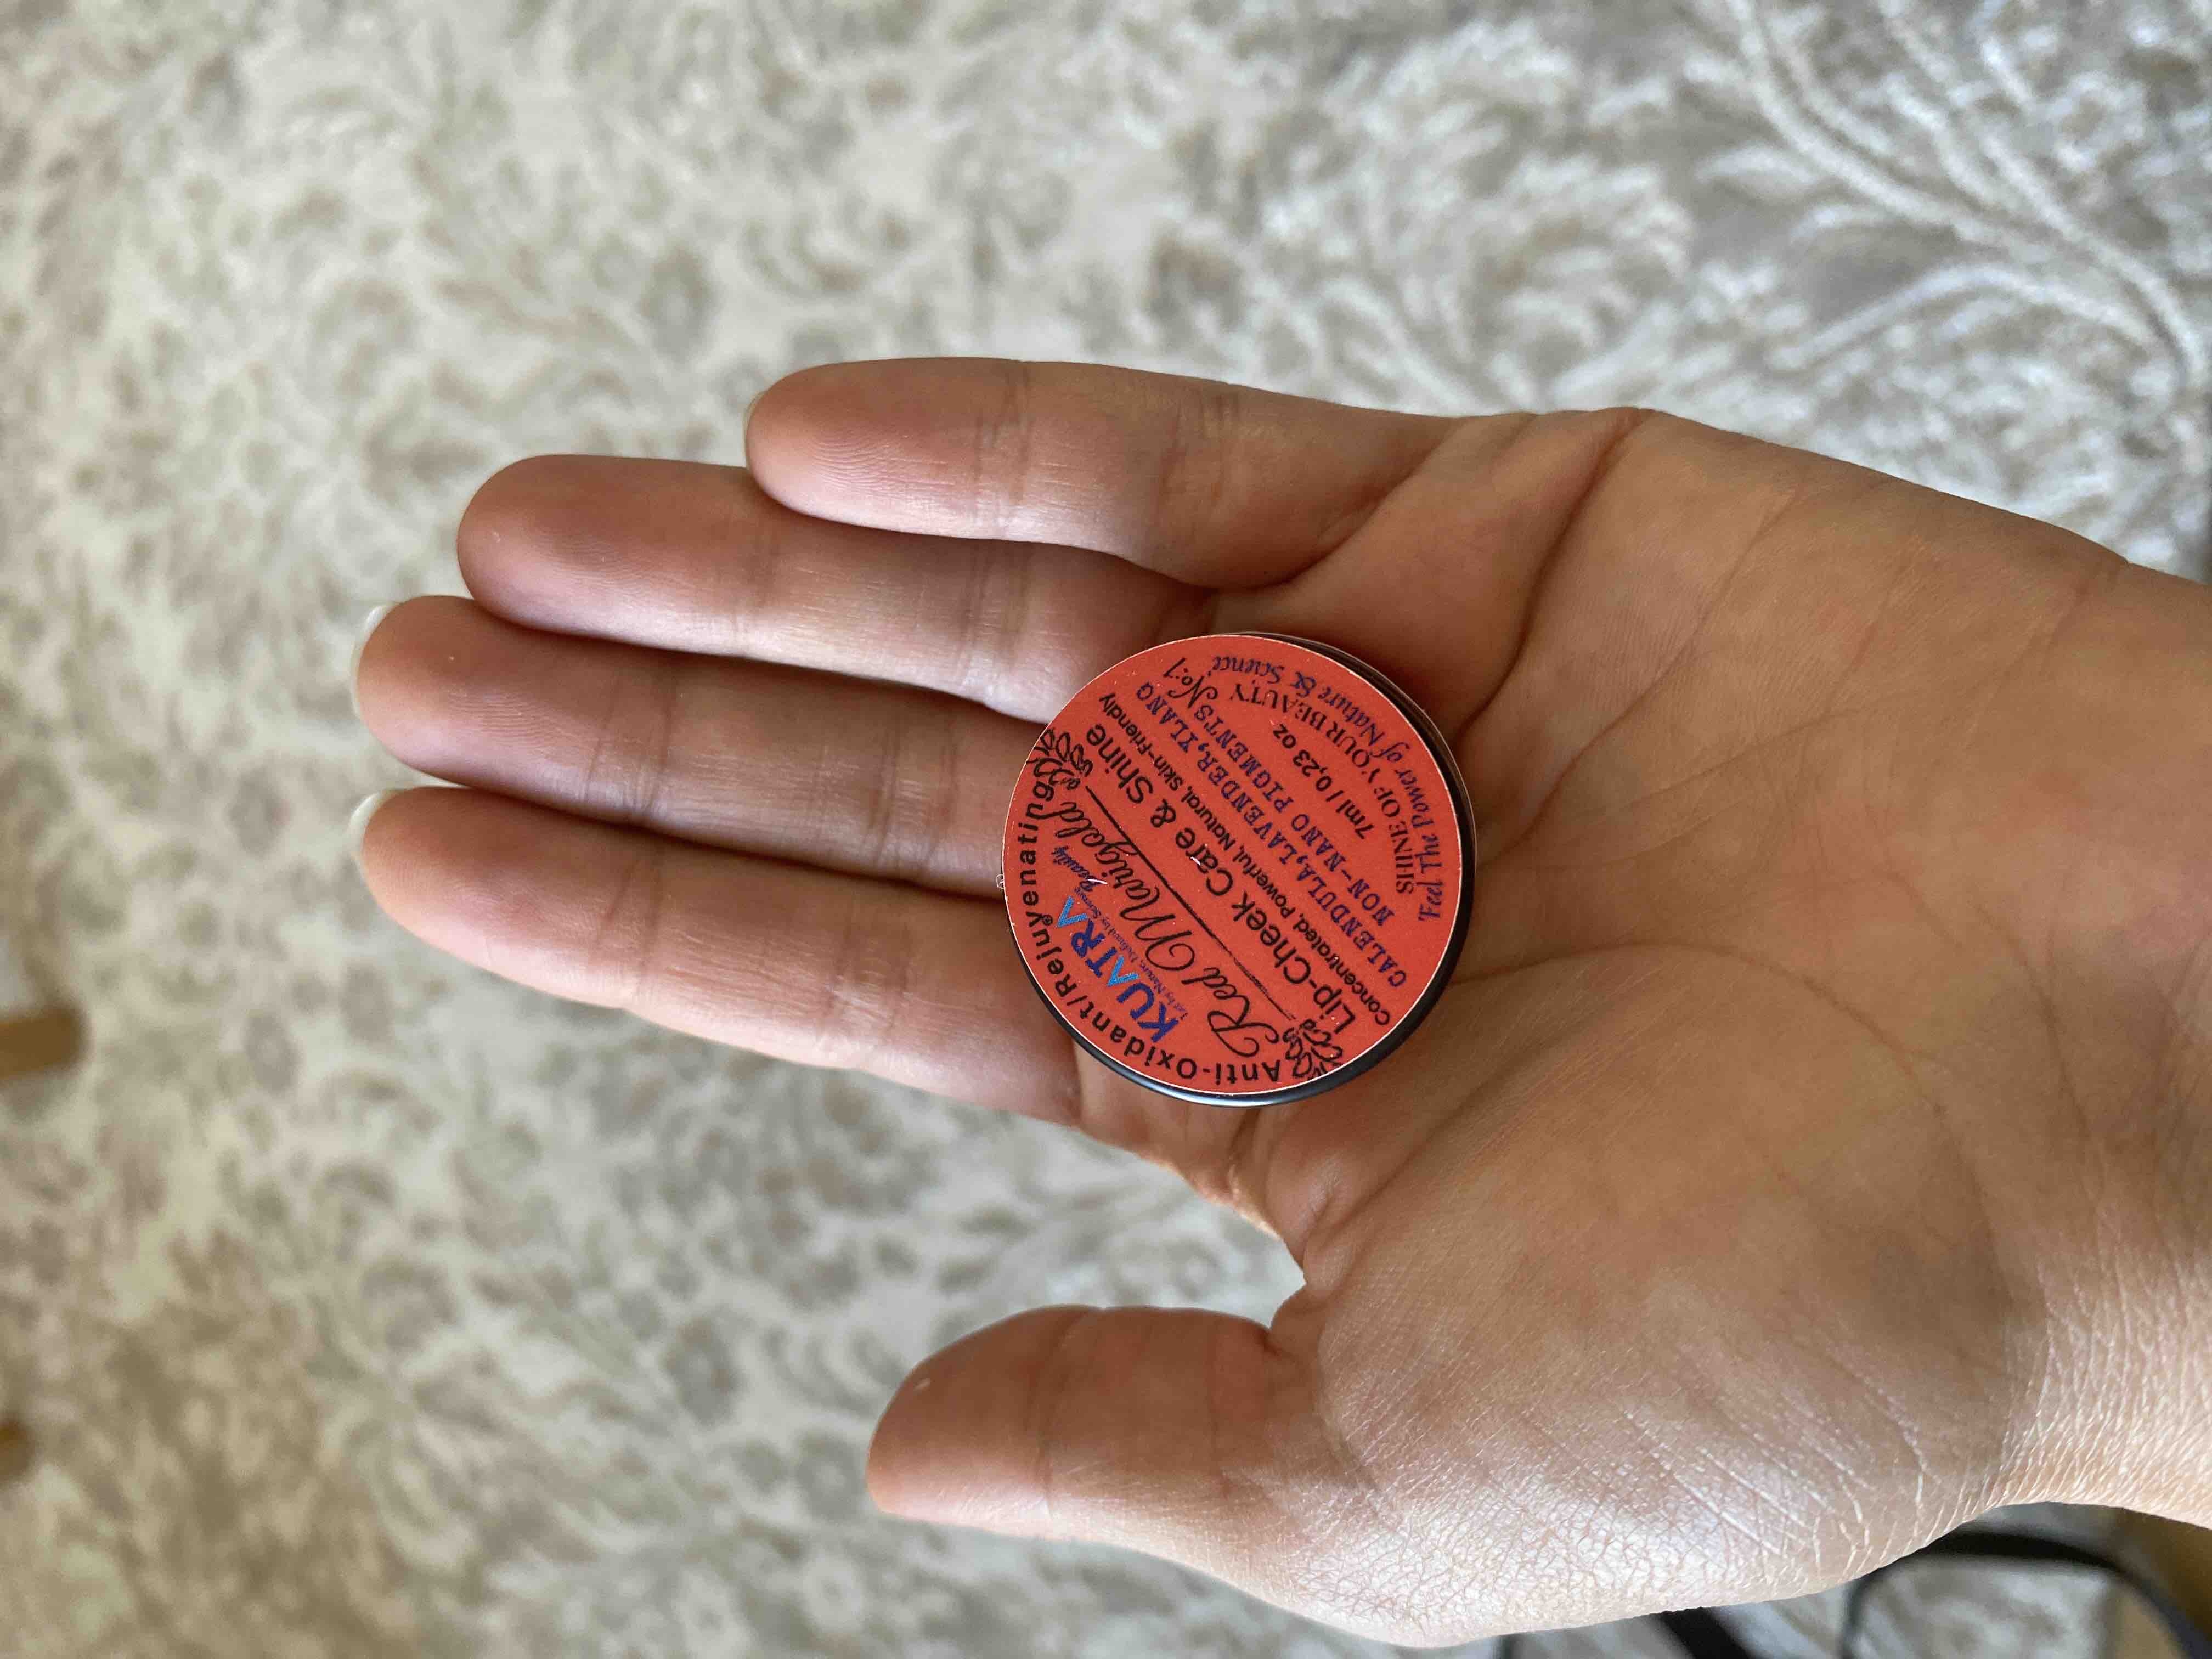 Anti-Oxidant/Rejuvenating
KUATRA
Beauty
Red Marigold
Lip-Cheek Care & Shine
Concentrated, Powerful, Natural, Skin-Friendly
CALENDULA, LAVENDER, YLANG
NON-NANO PIGMENTS No:1
7ml / 0,23 oz
SHINE OF YOUR BEAUTY
'Feel The Power of Nature & Science'